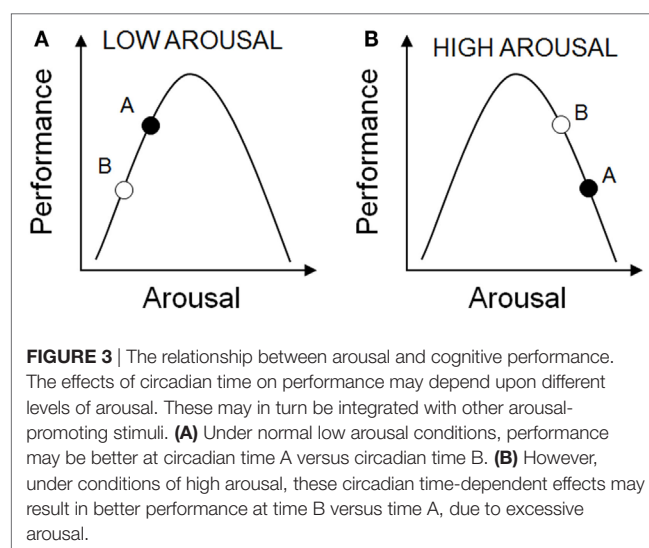 A LOW AROUSAL
Performance
A
B
Arousal
B HIGH AROUSAL
Performance
B
A
Arousal
FIGURE 3 | The relationship between arousal and cognitive performance.
The effects of circadian time on performance may depend upon different
levels of arousal. These may in turn be integrated with other arousal-
promoting stimuli. (A) Under normal low arousal conditions, performance
may be better at circadian time A versus circadian time B. (B) However,
under conditions of high arousal, these circadian time-dependent effects may
result in better performance at time B versus time A, due to excessive
arousal.